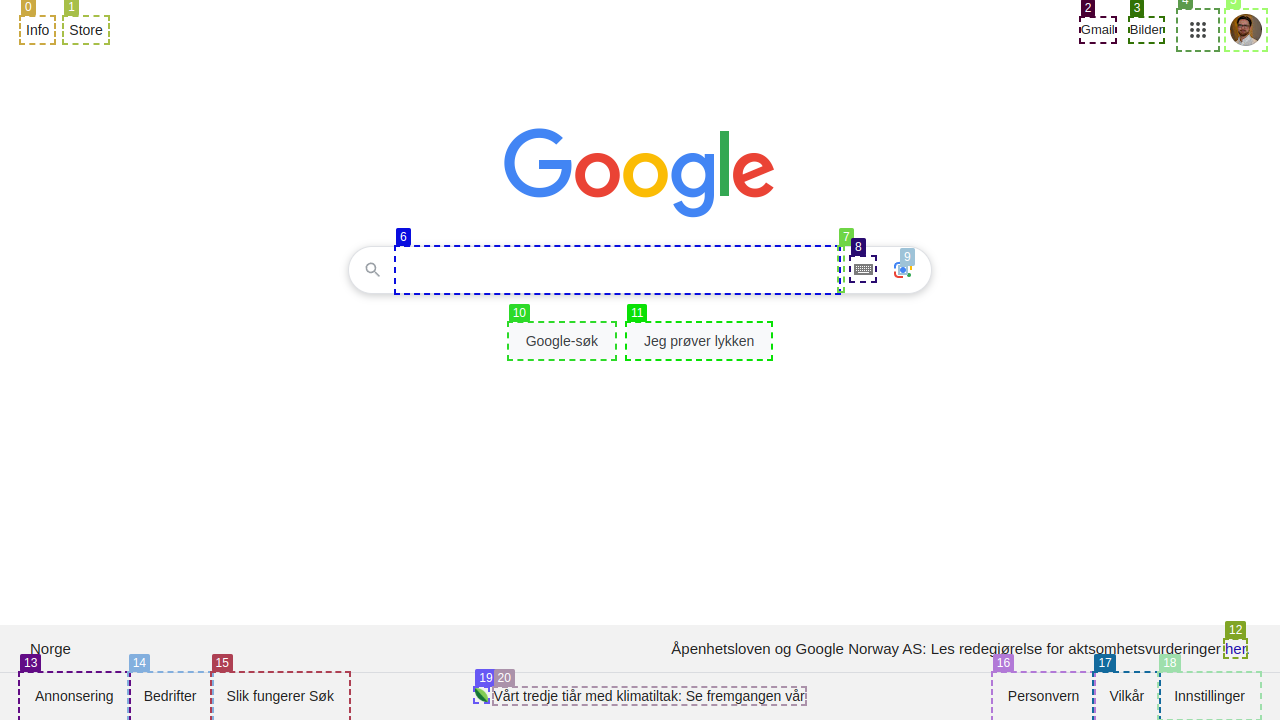 0 1 2 3 4 5
Info Store Gmail Bilder
Google
6 7 8 9
10 11
Google-søk Jeg prøver lykken
12
Norge Åpenhetsloven og Google Norway AS: Les redegjørelse for aktsomhetsvurderinger her.
13 14 15 19 20 16 17 18
Annonsering Bedrifter Slik fungerer Søk Vårt tredje tiår med klimatiltak: Se fremgangen vår Personvern Vilkår Innstillinger